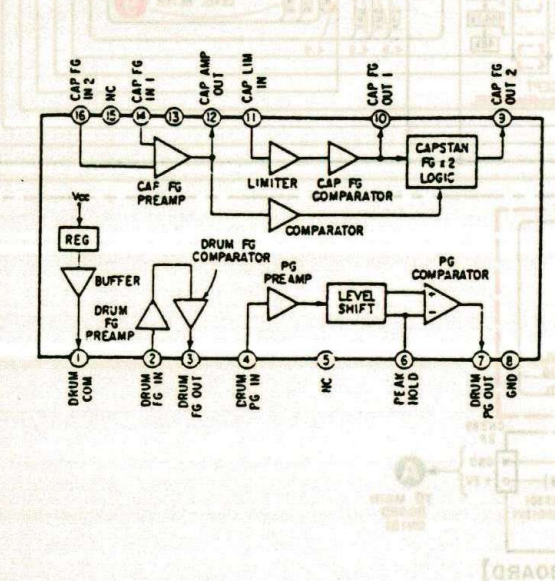 CAP FG
IN 2
NC
CAP FG
IN 1
CAP AMP
OUT
CAP LIM
IN
CAP FG
OUT 1
CAP FG
OUT 2
16
15
14
13
12
11
10
9
CAF FG
PREAMP
LIMITER
CAP FG
COMPARATOR
CAPSTAN
FG x 2
LOGIC
COMPARATOR
Vcc
REG
BUFFER
DRUM
FG
PREAMP
DRUM FG
COMPARATOR
PG
PREAMP
LEVEL
SHIFT
PG
COMPARATOR
+
−
1
2
3
4
5
6
7
8
DRUM
COM
DRUM
FG IN
DRUM
FG OUT
DRUM
PG IN
NC
PEAK
HOLD
DRUM
PG OUT
GND